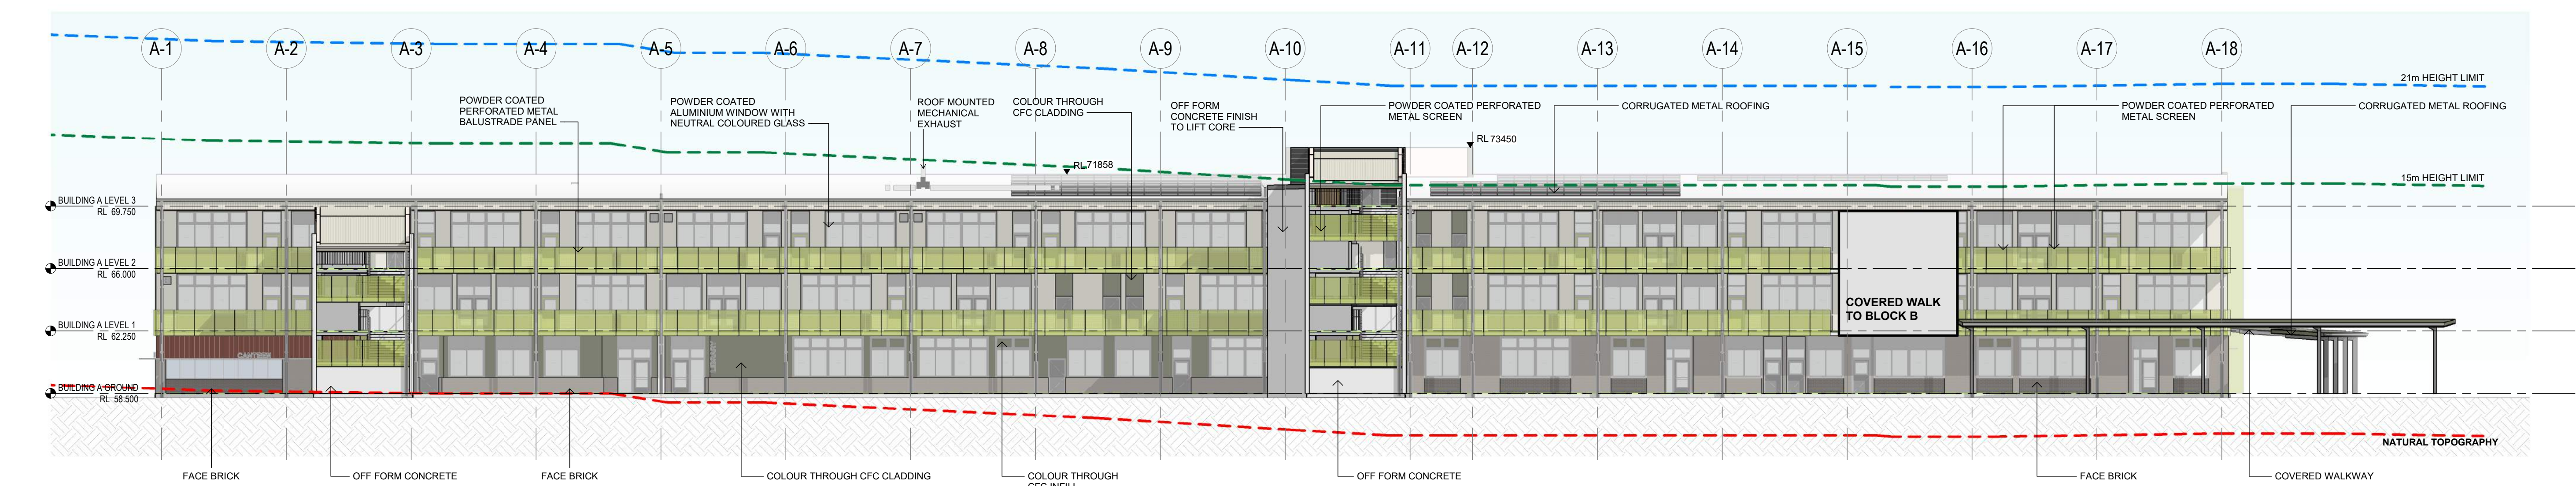 A-1
A-2
A-3
A-4
A-5
A-6
A-7
A-8
A-9
A-10
A-11
A-12
A-13
A-14
A-15
A-16
A-17
A-18
21m HEIGHT LIMIT
POWDER COATED
PERFORATED METAL
BALUSTRADE PANEL
POWDER COATED
ALUMINIUM WINDOW WITH
NEUTRAL COLOURED GLASS
ROOF MOUNTED
MECHANICAL
EXHAUST
COLOUR THROUGH
CFC CLADDING
OFF FORM
CONCRETE FINISH
TO LIFT CORE
POWDER COATED PERFORATED
METAL SCREEN
CORRUGATED METAL ROOFING
POWDER COATED PERFORATED
METAL SCREEN
CORRUGATED METAL ROOFING
RL 73450
RL 71858
15m HEIGHT LIMIT
BUILDING A LEVEL 3
RL 69.750
BUILDING A LEVEL 2
RL 66.000
BUILDING A LEVEL 1
RL 62.250
BUILDING A GROUND
RL 58.500
COVERED WALK
TO BLOCK B
CANTEEN
NATURAL TOPOGRAPHY
FACE BRICK
OFF FORM CONCRETE
FACE BRICK
COLOUR THROUGH CFC CLADDING
COLOUR THROUGH
CFC INFILL
OFF FORM CONCRETE
FACE BRICK
COVERED WALKWAY